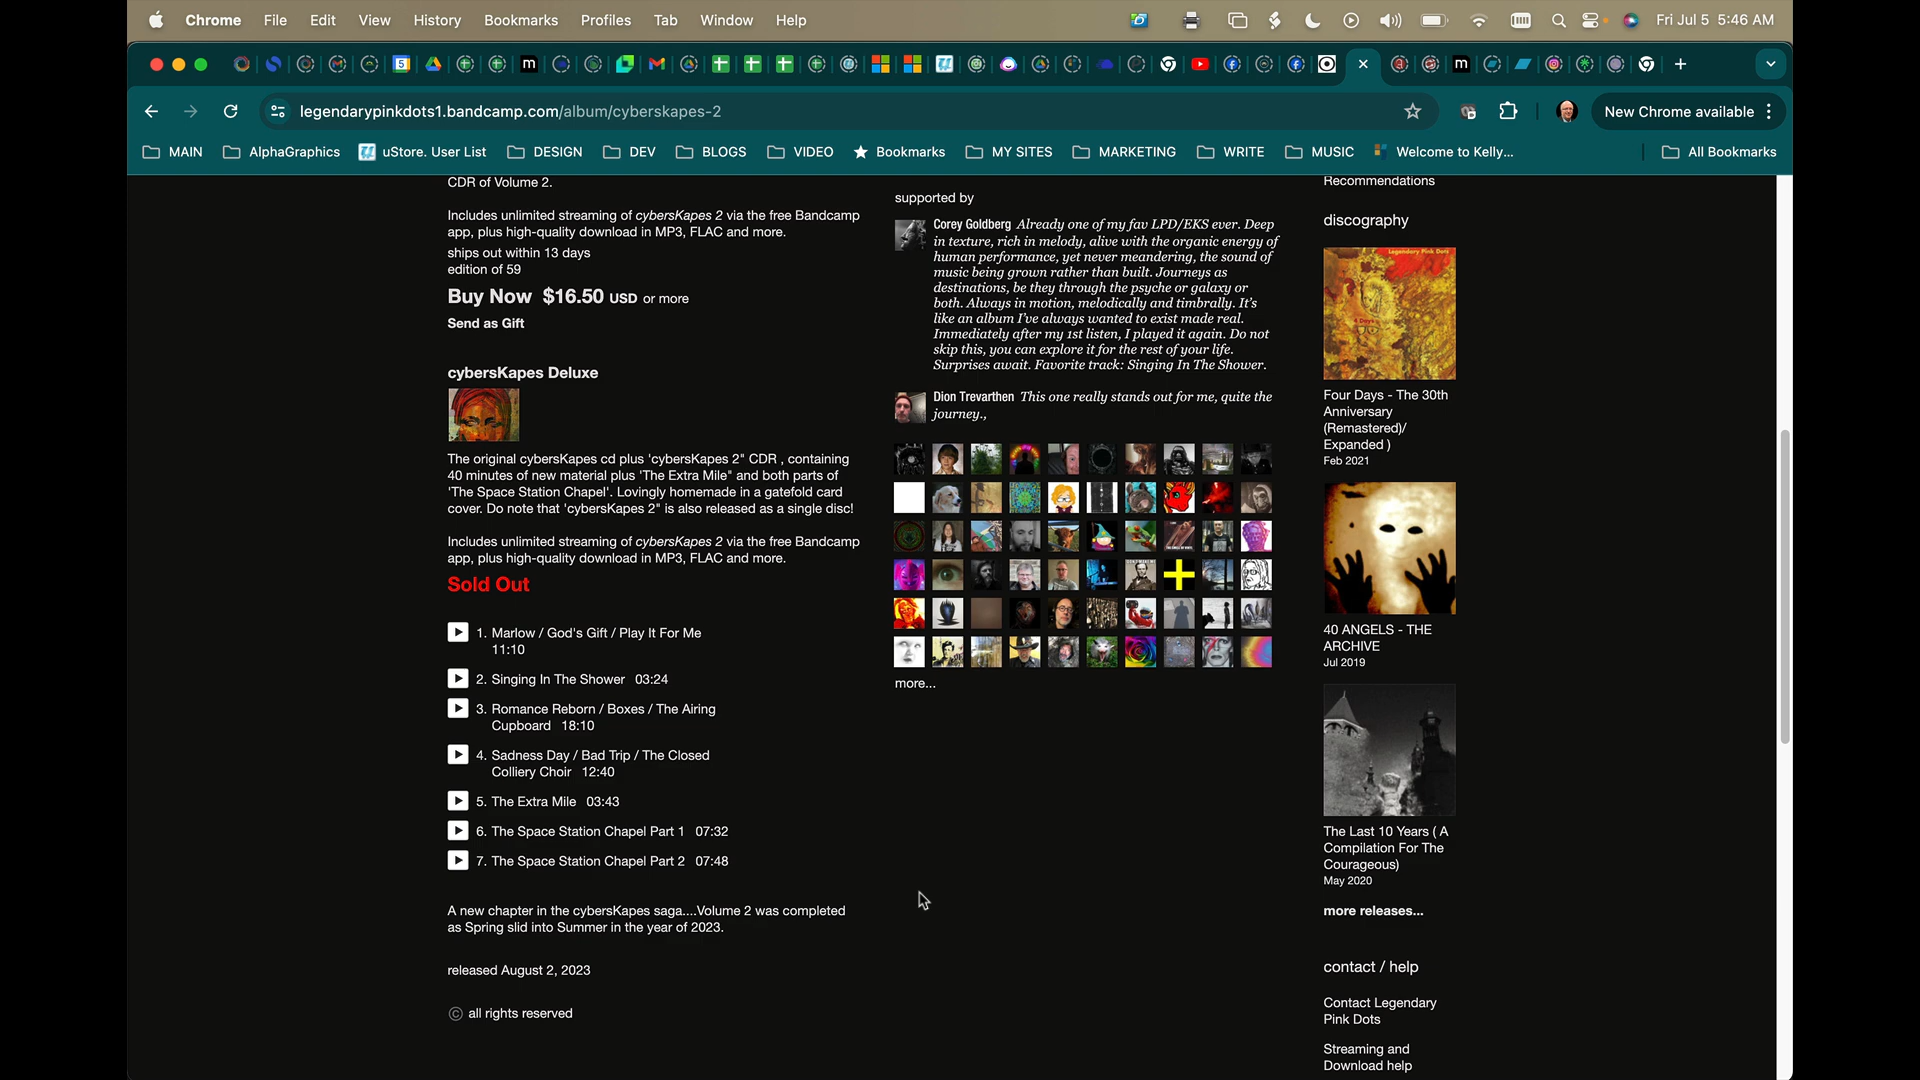 Chrome File Edit View History Bookmarks Profiles Tab Window Help Fri Jul 5 5:46 AM
legendarypinkdots1.bandcamp.com/album/cyberskapes-2 New Chrome available
MAIN AlphaGraphics uStore. User List DESIGN DEV BLOGS VIDEO Bookmarks MY SITES MARKETING WRITE MUSIC Welcome to Kelly... All Bookmarks
CDR of Volume 2.
Includes unlimited streaming of cybersKapes 2 via the free Bandcamp
app, plus high-quality download in MP3, FLAC and more.
ships out within 13 days
edition of 59
Buy Now $16.50 USD or more
Send as Gift
cybersKapes Deluxe
The original cybersKapes cd plus 'cybersKapes 2" CDR , containing
40 minutes of new material plus 'The Extra Mile" and both parts of
'The Space Station Chapel'. Lovingly homemade in a gatefold card
cover. Do note that 'cybersKapes 2" is also released as a single disc!
Includes unlimited streaming of cybersKapes 2 via the free Bandcamp
app, plus high-quality download in MP3, FLAC and more.
Sold Out
1. Marlow / God's Gift / Play It For Me
11:10
2. Singing In The Shower 03:24
3. Romance Reborn / Boxes / The Airing
Cupboard 18:10
4. Sadness Day / Bad Trip / The Closed
Colliery Choir 12:40
5. The Extra Mile 03:43
6. The Space Station Chapel Part 1 07:32
7. The Space Station Chapel Part 2 07:48
A new chapter in the cybersKapes saga....Volume 2 was completed
as Spring slid into Summer in the year of 2023.
released August 2, 2023
© all rights reserved
supported by
Corey Goldberg Already one of my fav LPD/EKS ever. Deep
in texture, rich in melody, alive with the organic energy of
human performance, yet never meandering, the sound of
music being grown rather than built. Journeys as
destinations, be they through the psyche or galaxy or
both. Always in motion, melodically and timbrally. It's
like an album I've always wanted to exist made real.
Immediately after my 1st listen, I played it again. Do not
skip this, you can explore it for the rest of your life.
Surprises await. Favorite track: Singing In The Shower.
Dion Trevarthen This one really stands out for me, quite the
journey.,
more...
Recommendations
discography
Legendary Pink Dots
Four Days - The 30th
Anniversary
(Remastered)/
Expanded )
Feb 2021
40 ANGELS - THE
ARCHIVE
Jul 2019
The Last 10 Years ( A
Compilation For The
Courageous)
May 2020
more releases...
contact / help
Contact Legendary
Pink Dots
Streaming and
Download help